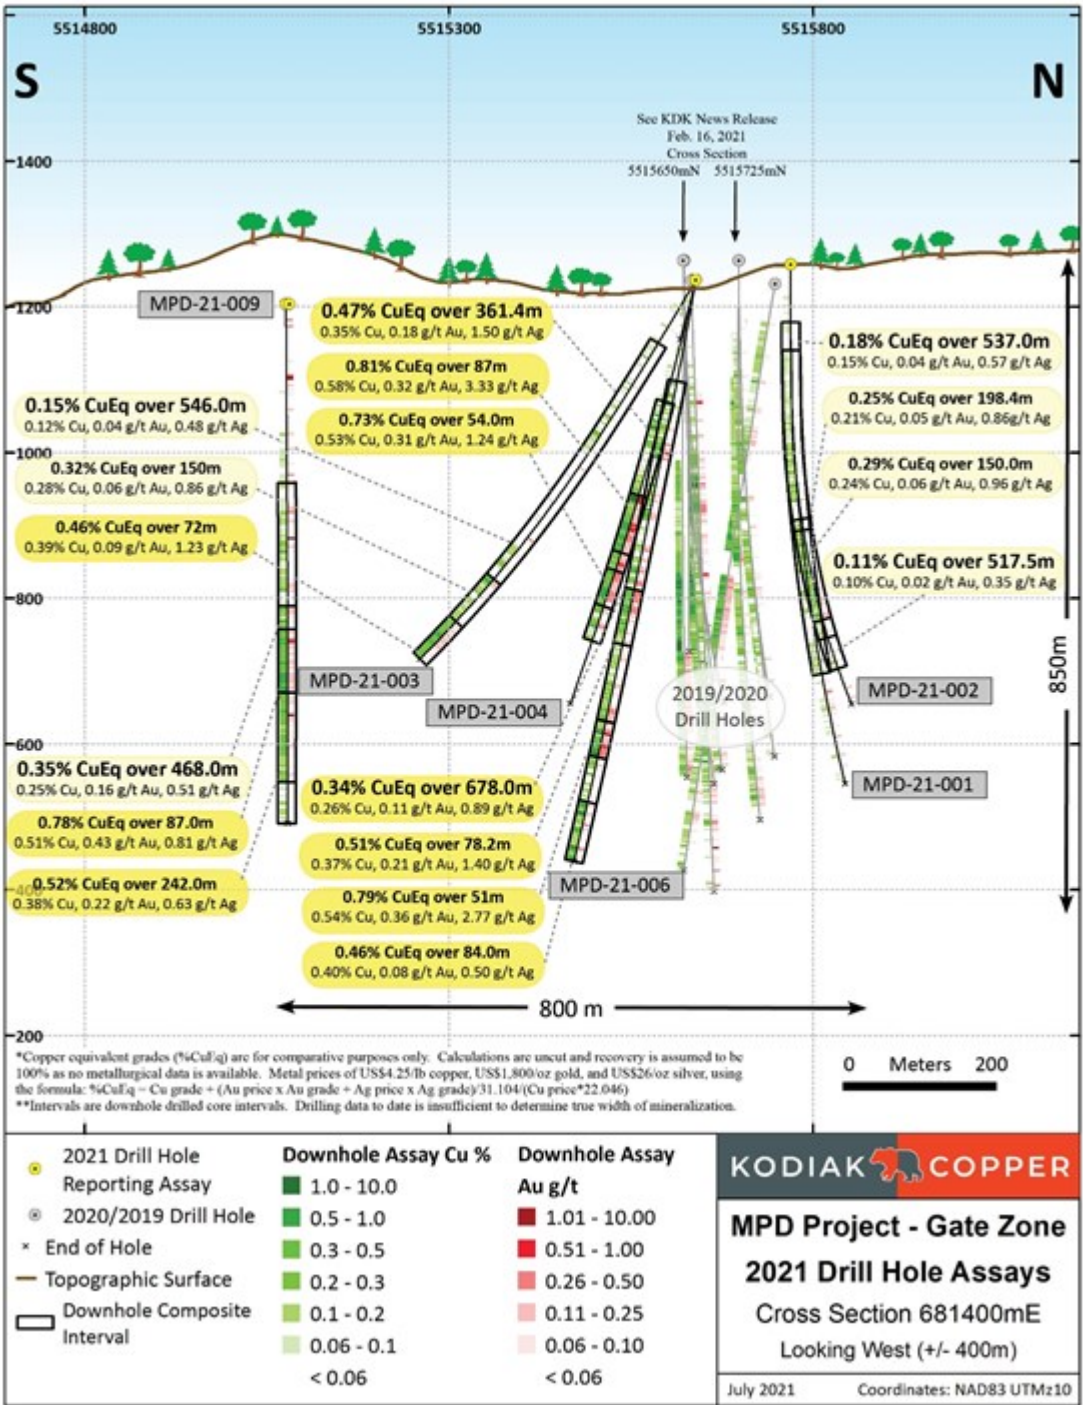 5514800
5515300
5515800
S
N
See KDK News Release
Feb. 16, 2021
Cross Section
5515650mN
5515725mN
1400
MPD-21-009
1200
0.47% CuEq over 361.4m
0.35% Cu, 0.18 g/t Au, 1.50 g/t Ag
0.81% CuEq over 87m
0.58% Cu, 0.32 g/t Au, 3.33 g/t Ag
0.73% CuEq over 54.0m
0.53% Cu, 0.31 g/t Au, 1.24 g/t Ag
0.18% CuEq over 537.0m
0.15% Cu, 0.04 g/t Au, 0.57 g/t Ag
0.25% CuEq over 198.4m
0.21% Cu, 0.05 g/t Au, 0.86g/t Ag
0.29% CuEq over 150.0m
0.24% Cu, 0.06 g/t Au, 0.96 g/t Ag
0.11% CuEq over 517.5m
0.10% Cu, 0.02 g/t Au, 0.35 g/t Ag
0.15% CuEq over 546.0m
0.12% Cu, 0.04 g/t Au, 0.48 g/t Ag
1000
0.32% CuEq over 150m
0.28% Cu, 0.06 g/t Au, 0.86 g/t Ag
0.46% CuEq over 72m
0.39% Cu, 0.09 g/t Au, 1.23 g/t Ag
800
850m
MPD-21-003
MPD-21-004
2019/2020
Drill Holes
MPD-21-002
MPD-21-001
600
0.35% CuEq over 468.0m
0.25% Cu, 0.16 g/t Au, 0.51 g/t Ag
0.78% CuEq over 87.0m
0.51% Cu, 0.43 g/t Au, 0.81 g/t Ag
0.52% CuEq over 242.0m
0.38% Cu, 0.22 g/t Au, 0.63 g/t Ag
400
0.34% CuEq over 678.0m
0.26% Cu, 0.11 g/t Au, 0.89 g/t Ag
0.51% CuEq over 78.2m
0.37% Cu, 0.21 g/t Au, 1.40 g/t Ag
0.79% CuEq over 51m
0.54% Cu, 0.36 g/t Au, 2.77 g/t Ag
0.46% CuEq over 84.0m
0.40% Cu, 0.08 g/t Au, 0.50 g/t Ag
MPD-21-006
800 m
200
*Copper equivalent grades (%CuEq) are for comparative purposes only. Calculations are uncut and recovery is assumed to be
100% as no metallurgical data is available. Metal prices of US$4.25/lb copper, US$1,800/oz gold, and US$26/oz silver, using
the formula: %CuEq = Cu grade + (Au price x Au grade + Ag price x Ag grade)/31.104/(Cu price*22.046)
**Intervals are downhole drilled core intervals. Drilling data to date is insufficient to determine true width of mineralization.
0 Meters 200
2021 Drill Hole
Reporting Assay
2020/2019 Drill Hole
End of Hole
Topographic Surface
Downhole Composite
Interval
Downhole Assay Cu %
1.0 - 10.0
0.5 - 1.0
0.3 - 0.5
0.2 - 0.3
0.1 - 0.2
0.06 - 0.1
< 0.06
Downhole Assay
Au g/t
1.01 - 10.00
0.51 - 1.00
0.26 - 0.50
0.11 - 0.25
0.06 - 0.10
< 0.06
KODIAK COPPER
MPD Project - Gate Zone
2021 Drill Hole Assays
Cross Section 681400mE
Looking West (+/- 400m)
July 2021
Coordinates: NAD83 UTMz10